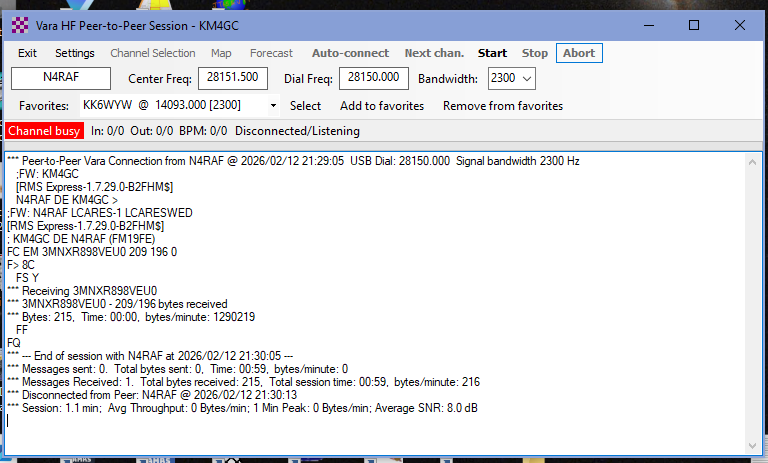 Vara HF Peer-to-Peer Session - KM4GC
Exit Settings Channel Selection Map Forecast Auto-connect Next chan. Start Stop Abort
N4RAF Center Freq: 28151.500 Dial Freq: 28150.000 Bandwidth: 2300
Favorites: KK6WYW @ 14093.000 [2300] Select Add to favorites Remove from favorites
Channel busy In: 0/0 Out: 0/0 BPM: 0/0 Disconnected/Listening
*** Peer-to-Peer Vara Connection from N4RAF @ 2026/02/12 21:29:05 USB Dial: 28150.000 Signal bandwidth 2300 Hz
;FW: KM4GC
[RMS Express-1.7.29.0-B2FHM$]
N4RAF DE KM4GC >
;FW: N4RAF LCARES-1 LCARESWED
[RMS Express-1.7.29.0-B2FHM$]
; KM4GC DE N4RAF (FM19FE)
FC EM 3MNXR898VEU0 209 196 0
F> 8C
FS Y
*** Receiving 3MNXR898VEU0
*** 3MNXR898VEU0 - 209/196 bytes received
*** Bytes: 215, Time: 00:00, bytes/minute: 1290219
FF
FQ
*** --- End of session with N4RAF at 2026/02/12 21:30:05 ---
*** Messages sent: 0. Total bytes sent: 0, Time: 00:59, bytes/minute: 0
*** Messages Received: 1. Total bytes received: 215, Total session time: 00:59, bytes/minute: 216
*** Disconnected from Peer: N4RAF @ 2026/02/12 21:30:13
*** Session: 1.1 min; Avg Throughput: 0 Bytes/min; 1 Min Peak: 0 Bytes/min; Average SNR: 8.0 dB